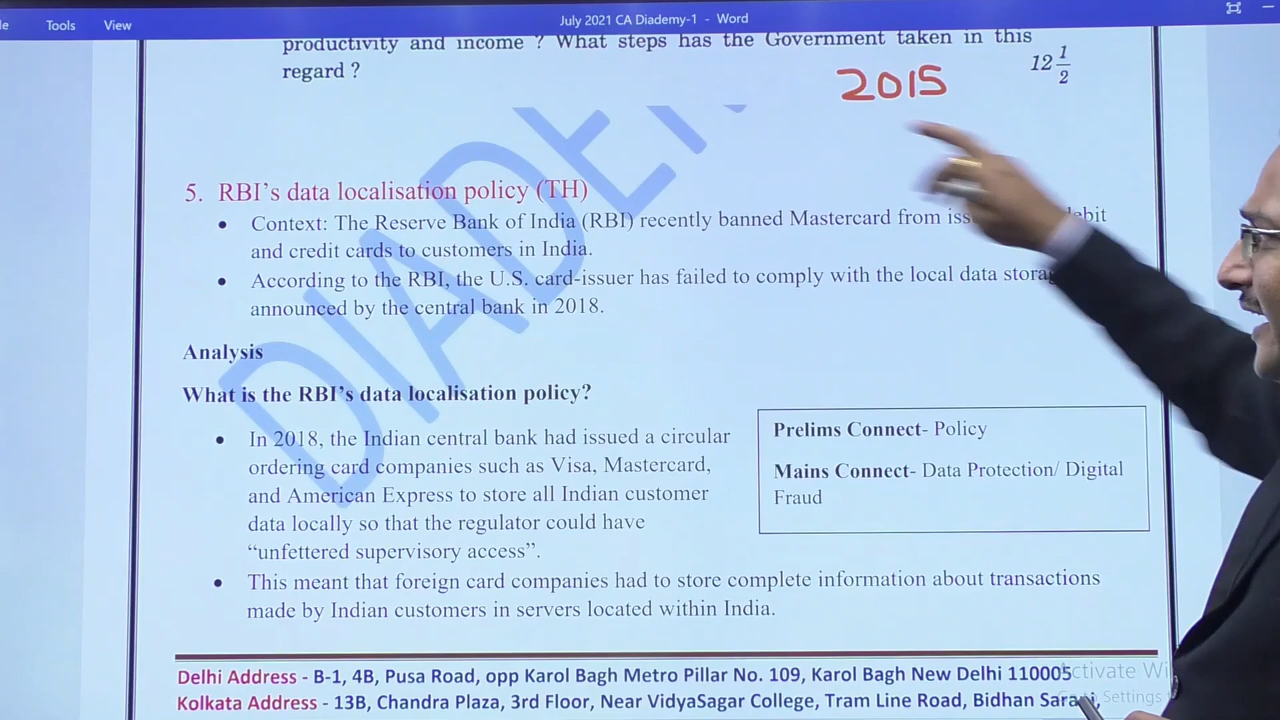 le Tools View July 2021 CA Diademy-1 - Word
productivity and income ? What steps has the Government taken in this
regard ? 12 1/2
2015
5. RBI's data localisation policy (TH)
• Context: The Reserve Bank of India (RBI) recently banned Mastercard from
and credit cards to customers in India.
• According to the RBI, the U.S. card-issuer has failed to comply with the local data
announced by the central bank in 2018.
Analysis
What is the RBI's data localisation policy?
• In 2018, the Indian central bank had issued a circular
ordering card companies such as Visa, Mastercard,
and American Express to store all Indian customer
data locally so that the regulator could have
“unfettered supervisory access”.
Prelims Connect- Policy
Mains Connect- Data Protection/ Digital
Fraud
• This meant that foreign card companies had to store complete information about transactions
made by Indian customers in servers located within India.
Delhi Address - B-1, 4B, Pusa Road, opp Karol Bagh Metro Pillar No. 109, Karol Bagh New Delhi 110005
Kolkata Address - 13B, Chandra Plaza, 3rd Floor, Near VidyaSagar College, Tram Line Road, Bidhan
Settings
DIADEM